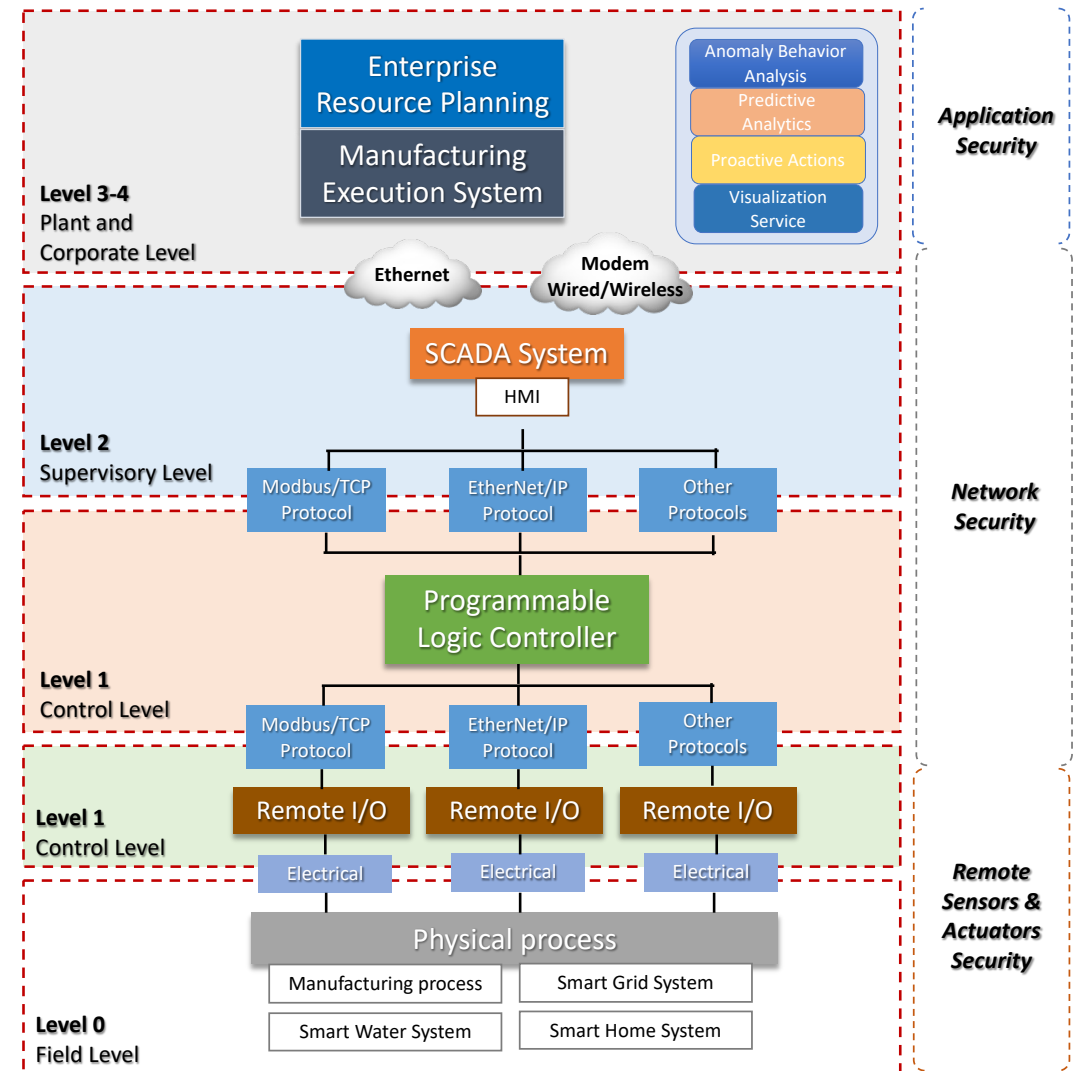 Enterprise
Resource Planning
Manufacturing
Execution System
Anomaly Behavior
Analysis
Predictive
Analytics
Proactive Actions
Visualization
Service
Application
Security
Level 3-4
Plant and
Corporate Level
Ethernet
Modem
Wired/Wireless
SCADA System
HMI
Level 2
Supervisory Level
Modbus/TCP
Protocol
EtherNet/IP
Protocol
Other
Protocols
Network
Security
Programmable
Logic Controller
Level 1
Control Level
Modbus/TCP
Protocol
EtherNet/IP
Protocol
Other
Protocols
Level 1
Control Level
Remote I/O
Remote I/O
Remote I/O
Electrical
Electrical
Electrical
Remote
Sensors &
Actuators
Security
Physical process
Manufacturing process
Smart Grid System
Smart Water System
Smart Home System
Level 0
Field Level